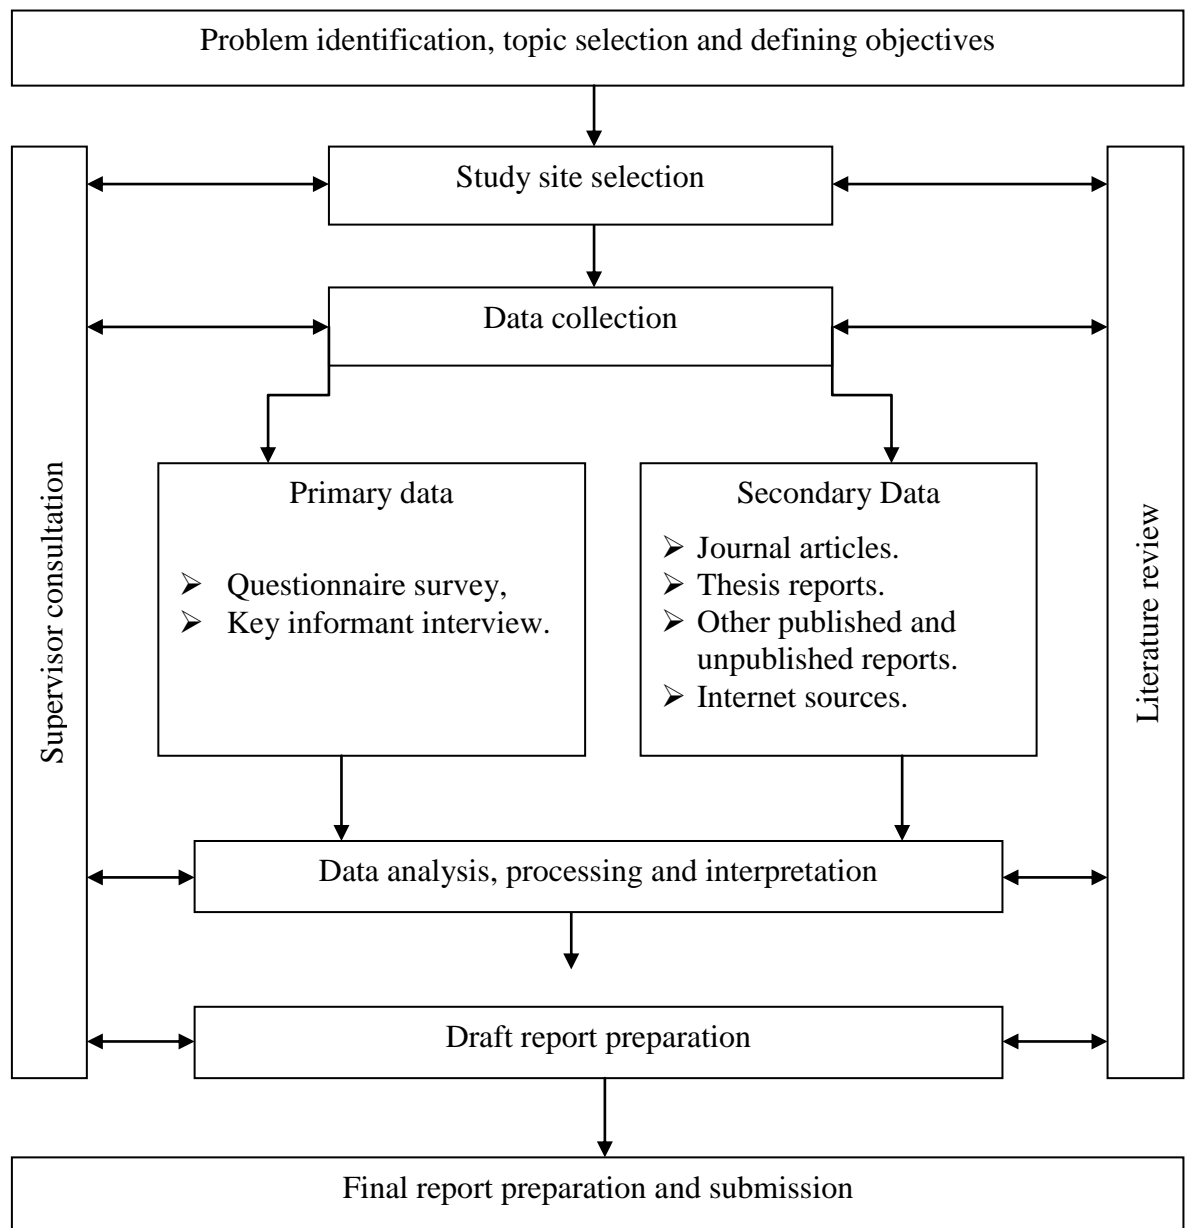 Problem identification, topic selection and defining objectives
Study site selection
Data collection
Supervisor consultation
Primary data
➢ Questionnaire survey,
➢ Key informant interview.
Secondary Data
➢ Journal articles.
➢ Thesis reports.
➢ Other published and
unpublished reports.
➢ Internet sources.
Literature review
Data analysis, processing and interpretation
Draft report preparation
Final report preparation and submission